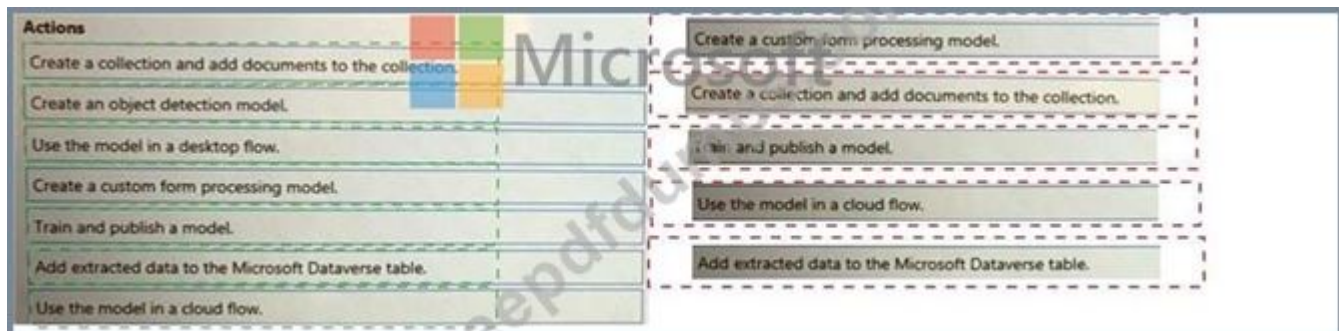 Actions
Create a collection and add documents to the collection.
Create an object detection model.
Use the model in a desktop flow.
Create a custom form processing model.
Train and publish a model.
Add extracted data to the Microsoft Dataverse table.
Use the model in a cloud flow.
Microsoft
Create a custom form processing model.
Create a collection and add documents to the collection.
Train and publish a model.
Use the model in a cloud flow.
Add extracted data to the Microsoft Dataverse table.